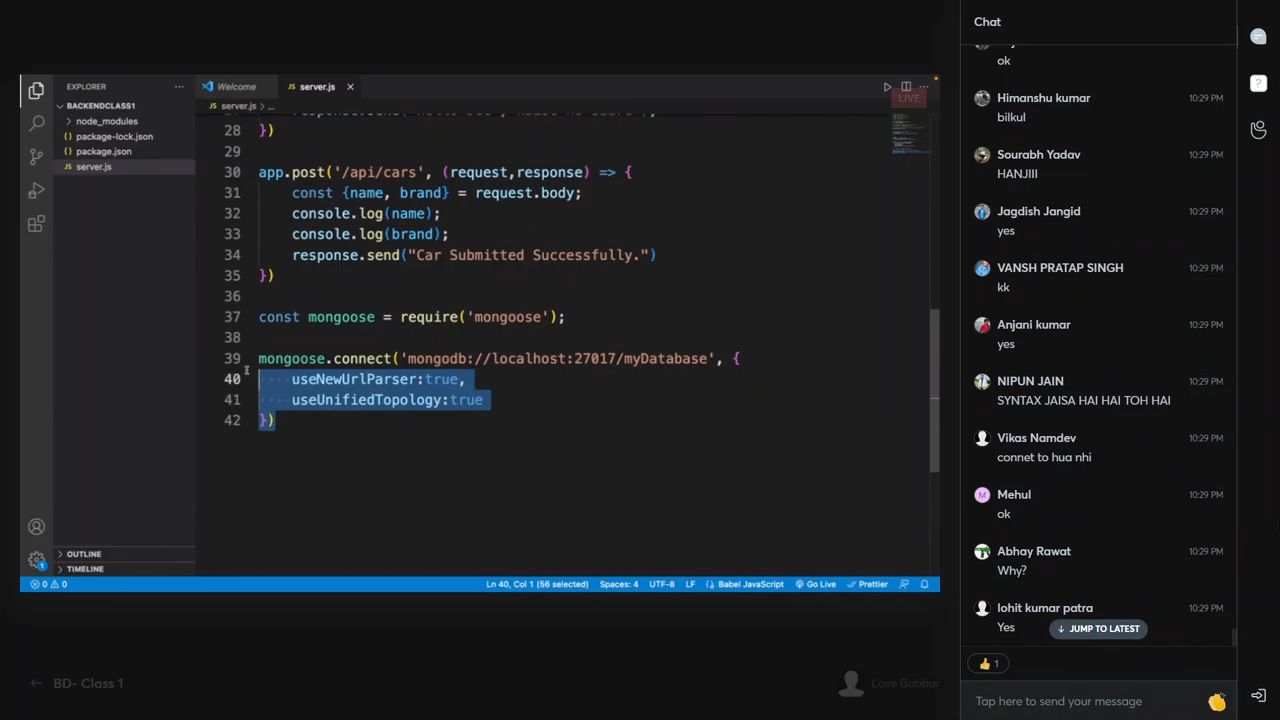 EXPLORER
BACKENDCLASS1
node_modules
package-lock.json
package.json
server.js
OUTLINE
TIMELINE
Welcome
server.js
server.js > ...
LIVE
28 })
29
30 app.post('/api/cars', (request,response) => {
31 const {name, brand} = request.body;
32 console.log(name);
33 console.log(brand);
34 response.send("Car Submitted Successfully.")
35 })
36
37 const mongoose = require('mongoose');
38
39 mongoose.connect('mongodb://localhost:27017/myDatabase', {
40 useNewUrlParser:true,
41 useUnifiedTopology:true
42 })
0 0 Ln 40, Col 1 (56 selected) Spaces: 4 UTF-8 LF Babel JavaScript Go Live Prettier
BD- Class 1
Love Babbar
Chat
ok
Himanshu kumar 10:29 PM
bilkul
Sourabh Yadav 10:29 PM
HANJIII
Jagdish Jangid 10:29 PM
yes
VANSH PRATAP SINGH 10:29 PM
kk
Anjani kumar 10:29 PM
yes
NIPUN JAIN 10:29 PM
SYNTAX JAISA HAI HAI TOH HAI
Vikas Namdev 10:29 PM
connet to hua nhi
M Mehul 10:29 PM
ok
Abhay Rawat 10:29 PM
Why?
lohit kumar patra 10:29 PM
Yes
JUMP TO LATEST
1
Tap here to send your message